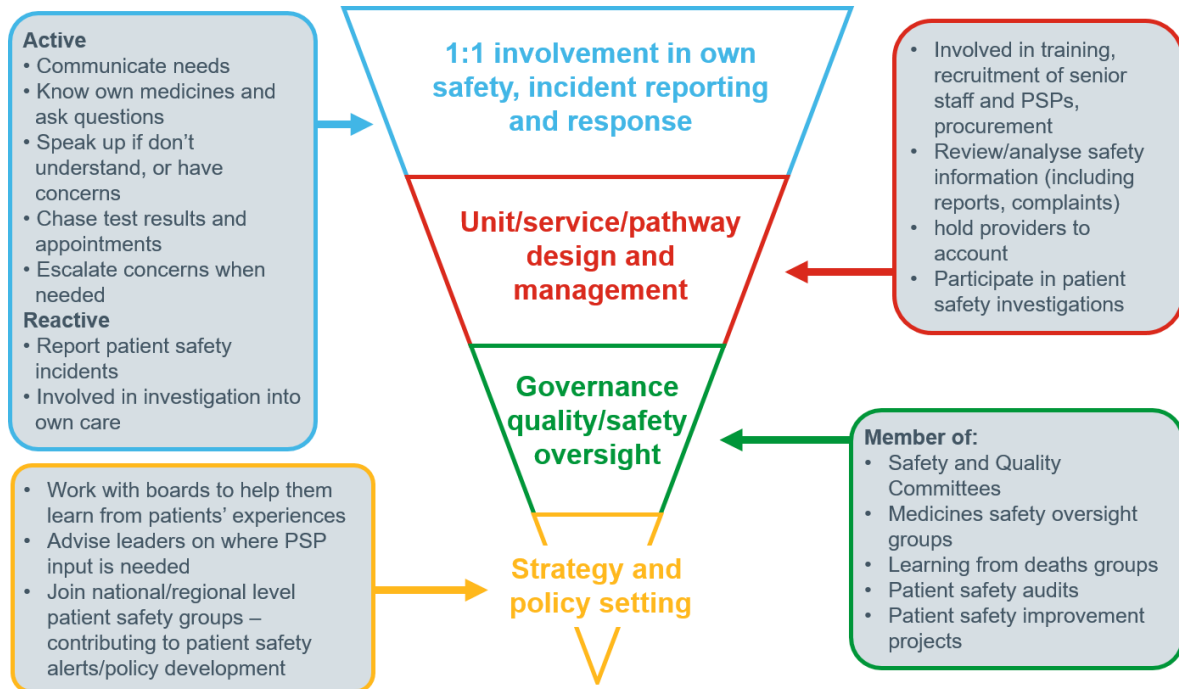 Active
• Communicate needs
• Know own medicines and
ask questions
• Speak up if don’t
understand, or have
concerns
• Chase test results and
appointments
• Escalate concerns when
needed
Reactive
• Report patient safety
incidents
• Involved in investigation into
own care
1:1 involvement in own
safety, incident reporting
and response
• Involved in training,
recruitment of senior
staff and PSPs,
procurement
• Review/analyse safety
information (including
reports, complaints)
• hold providers to
account
• Participate in patient
safety investigations
Unit/service/pathway
design and
management
Governance
quality/safety
oversight
Member of:
• Safety and Quality
Committees
• Medicines safety oversight
groups
• Learning from deaths groups
• Patient safety audits
• Patient safety improvement
projects
• Work with boards to help them
learn from patients’ experiences
• Advise leaders on where PSP
input is needed
• Join national/regional level
patient safety groups –
contributing to patient safety
alerts/policy development
Strategy and
policy setting